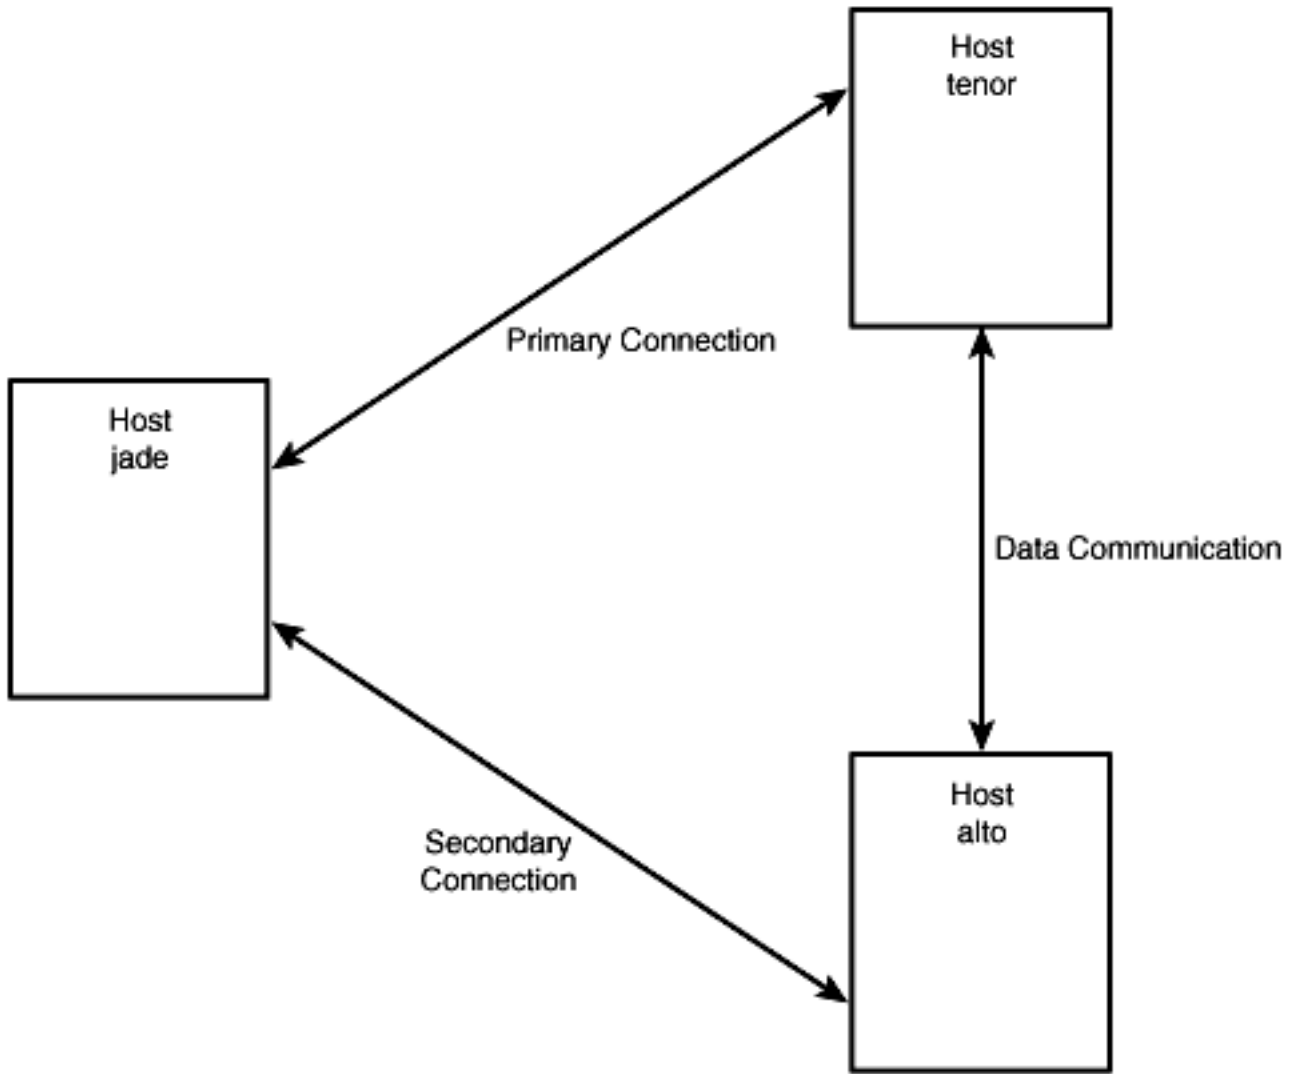 Host
tenor
Primary Connection
Host
jade
Data Communication
Host
alto
Secondary
Connection